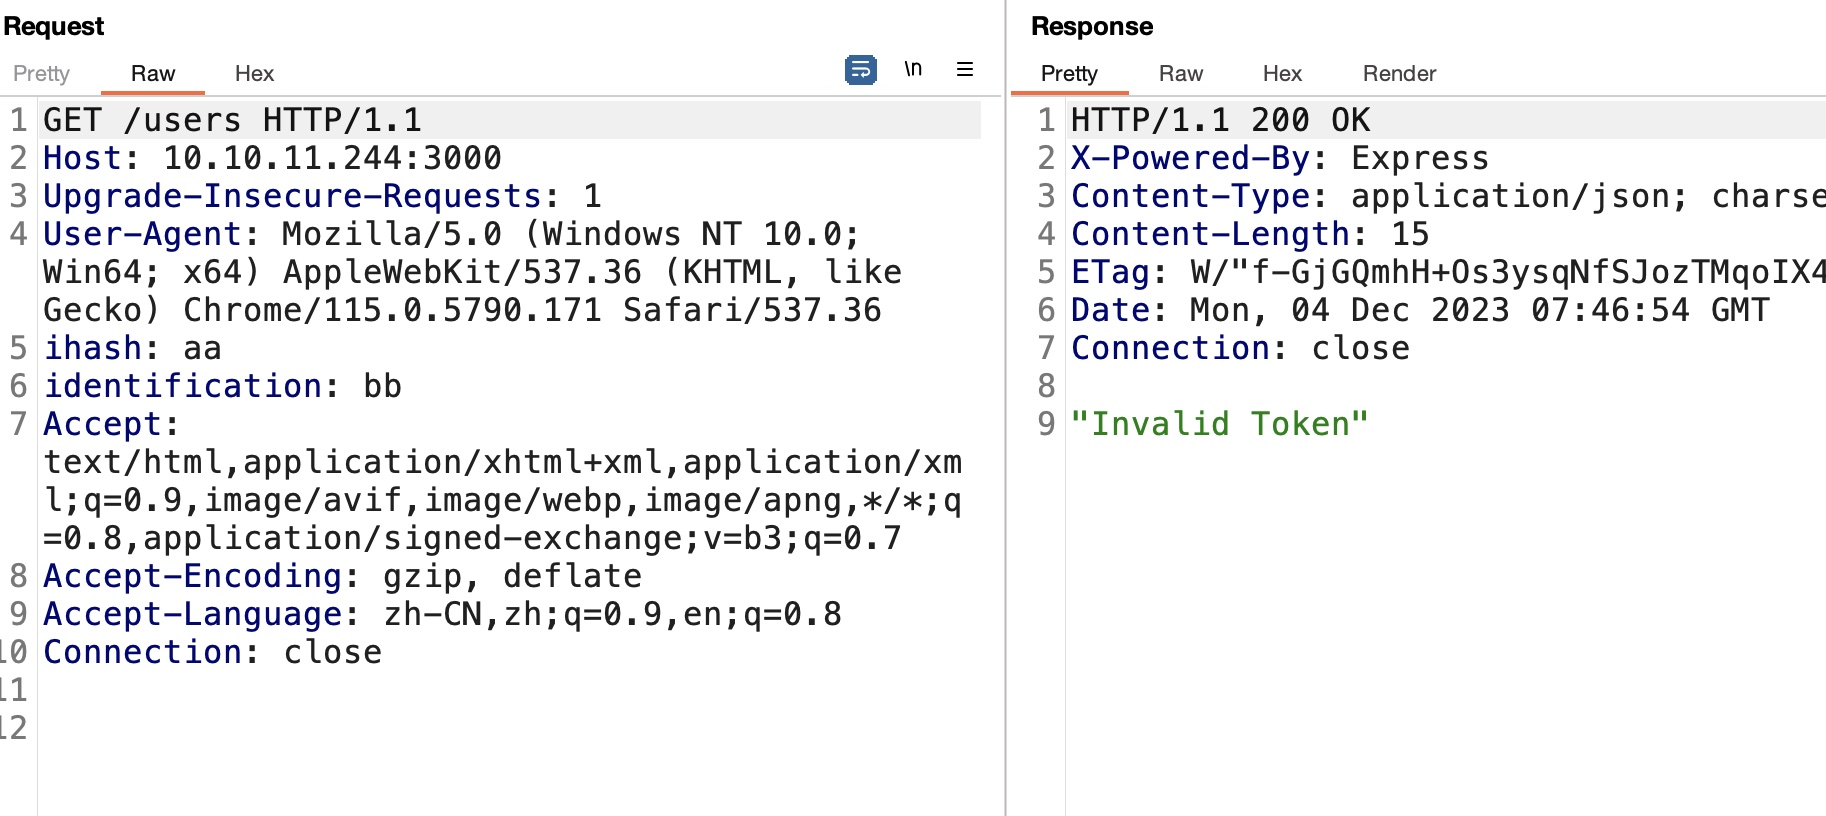 Request
Pretty Raw Hex \n
1 GET /users HTTP/1.1
2 Host: 10.10.11.244:3000
3 Upgrade-Insecure-Requests: 1
4 User-Agent: Mozilla/5.0 (Windows NT 10.0;
Win64; x64) AppleWebKit/537.36 (KHTML, like
Gecko) Chrome/115.0.5790.171 Safari/537.36
5 ihash: aa
6 identification: bb
7 Accept:
text/html,application/xhtml+xml,application/xm
l;q=0.9,image/avif,image/webp,image/apng,*/*;q
=0.8,application/signed-exchange;v=b3;q=0.7
8 Accept-Encoding: gzip, deflate
9 Accept-Language: zh-CN,zh;q=0.9,en;q=0.8
10 Connection: close
11
12
Response
Pretty Raw Hex Render
1 HTTP/1.1 200 OK
2 X-Powered-By: Express
3 Content-Type: application/json; charse
4 Content-Length: 15
5 ETag: W/"f-GjGQmhH+Os3ysqNfSJozTMqoIX4
6 Date: Mon, 04 Dec 2023 07:46:54 GMT
7 Connection: close
8
9 "Invalid Token"